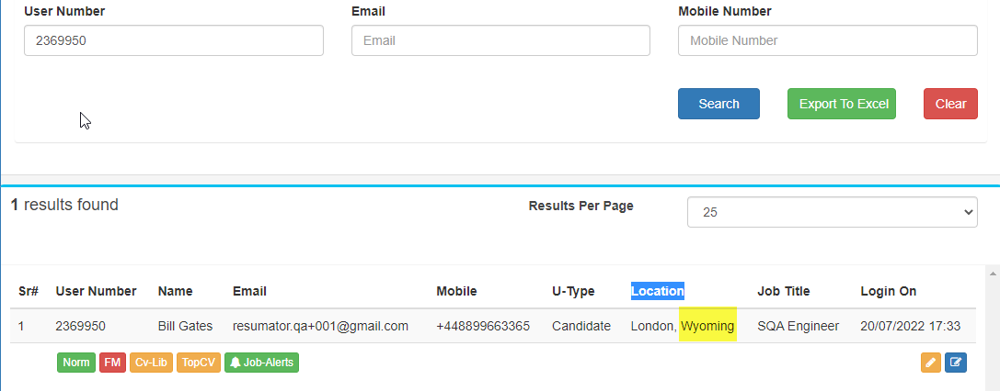 User Number Email Mobile Number
2369950 Email Mobile Number
Search Export To Excel Clear
1 results found Results Per Page 25
Sr# User Number Name Email Mobile U-Type Location Job Title Login On
1 2369950 Bill Gates resumator.qa+001@gmail.com +448899663365 Candidate London, Wyoming SQA Engineer 20/07/2022 17:33
Norm FM Cv-Lib TopCV Job-Alerts